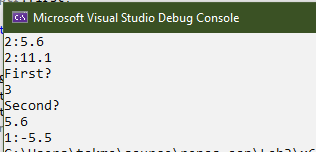 Microsoft Visual Studio Debug Console
2:5.6
2:11.1
First?
3
Second?
5.6
1:-5.5